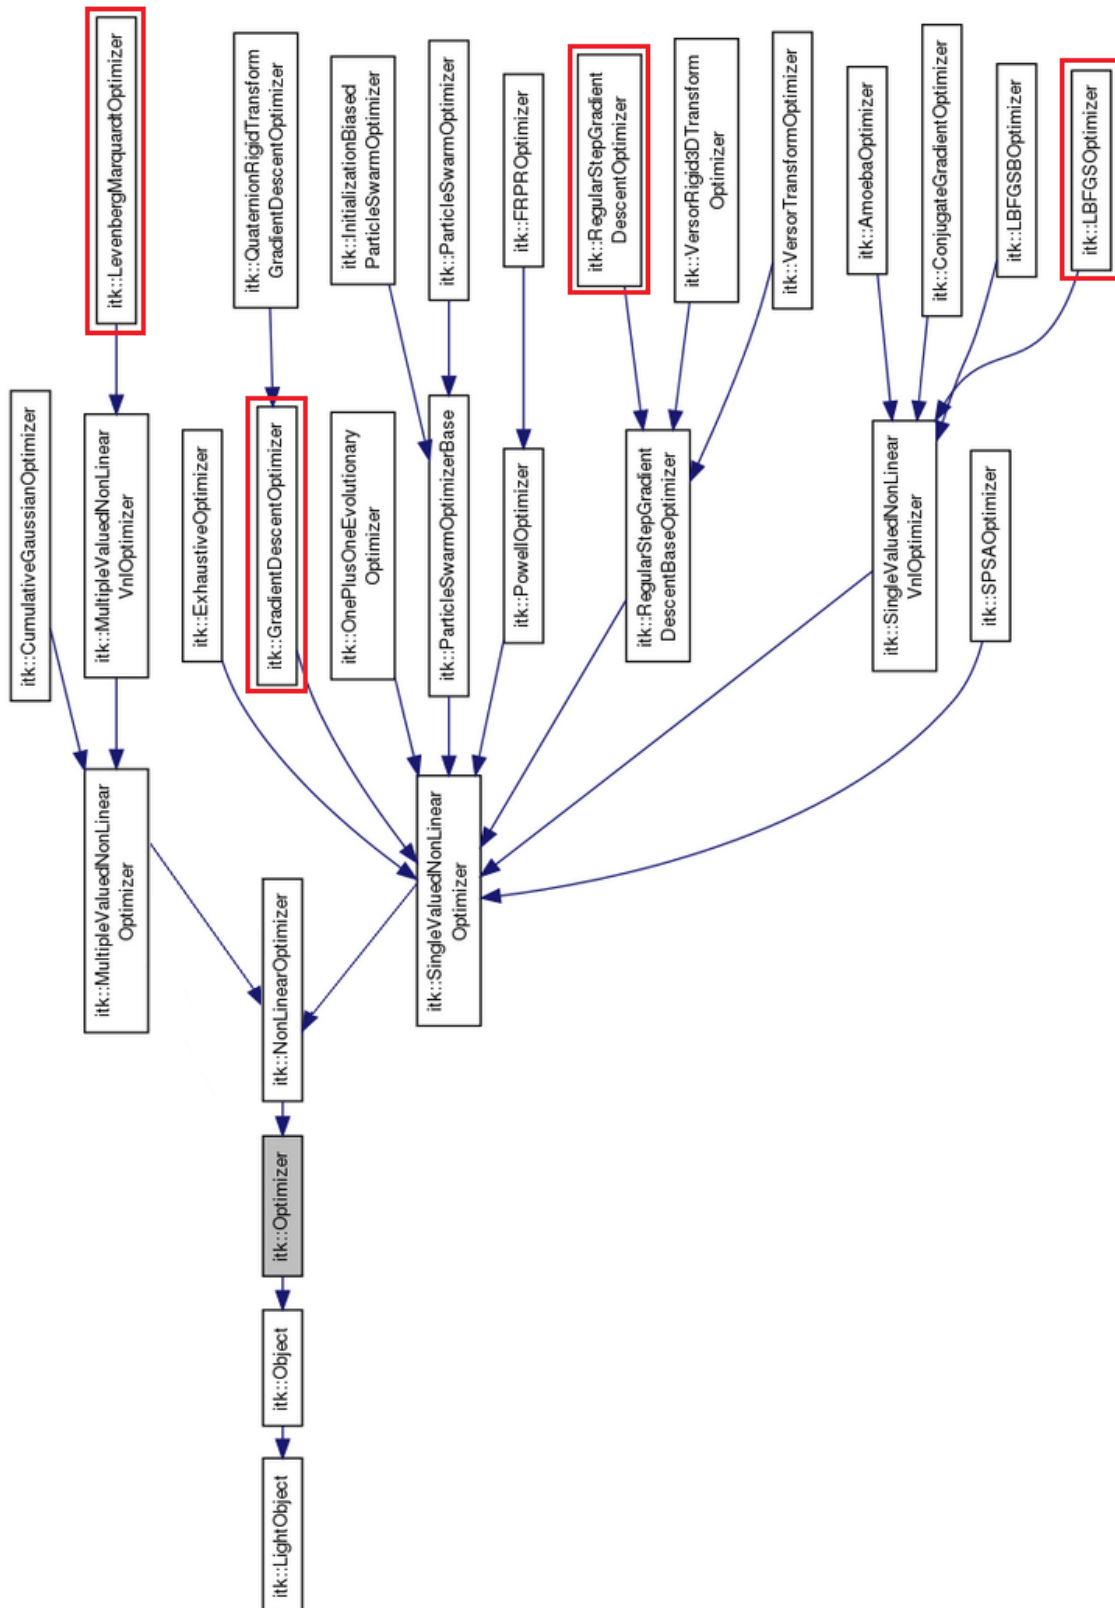 itk::LevenbergMarquardtOptimizer
itk::QuaternionRigidTransform
GradientDescentOptimizer
itk::InitializationBiased
ParticleSwarmOptimizer
itk::ParticleSwarmOptimizer
itk::FRPROptimizer
itk::RegularStepGradient
DescentOptimizer
itk::VersorRigid3DTransform
Optimizer
itk::VersorTransformOptimizer
itk::AmoebaOptimizer
itk::ConjugateGradientOptimizer
itk::LBFGSBOptimizer
itk::LBFGSOptimizer
itk::CumulativeGaussianOptimizer
itk::MultipleValuedNonLinear
VnlOptimizer
itk::ExhaustiveOptimizer
itk::GradientDescentOptimizer
itk::OnePlusOneEvolutionary
Optimizer
itk::ParticleSwarmOptimizerBase
itk::PowellOptimizer
itk::RegularStepGradient
DescentBaseOptimizer
itk::SingleValuedNonLinear
VnlOptimizer
itk::SPSAOptimizer
itk::MultipleValuedNonLinear
Optimizer
itk::SingleValuedNonLinear
Optimizer
itk::NonLinearOptimizer
itk::Optimizer
itk::Object
itk::LightObject